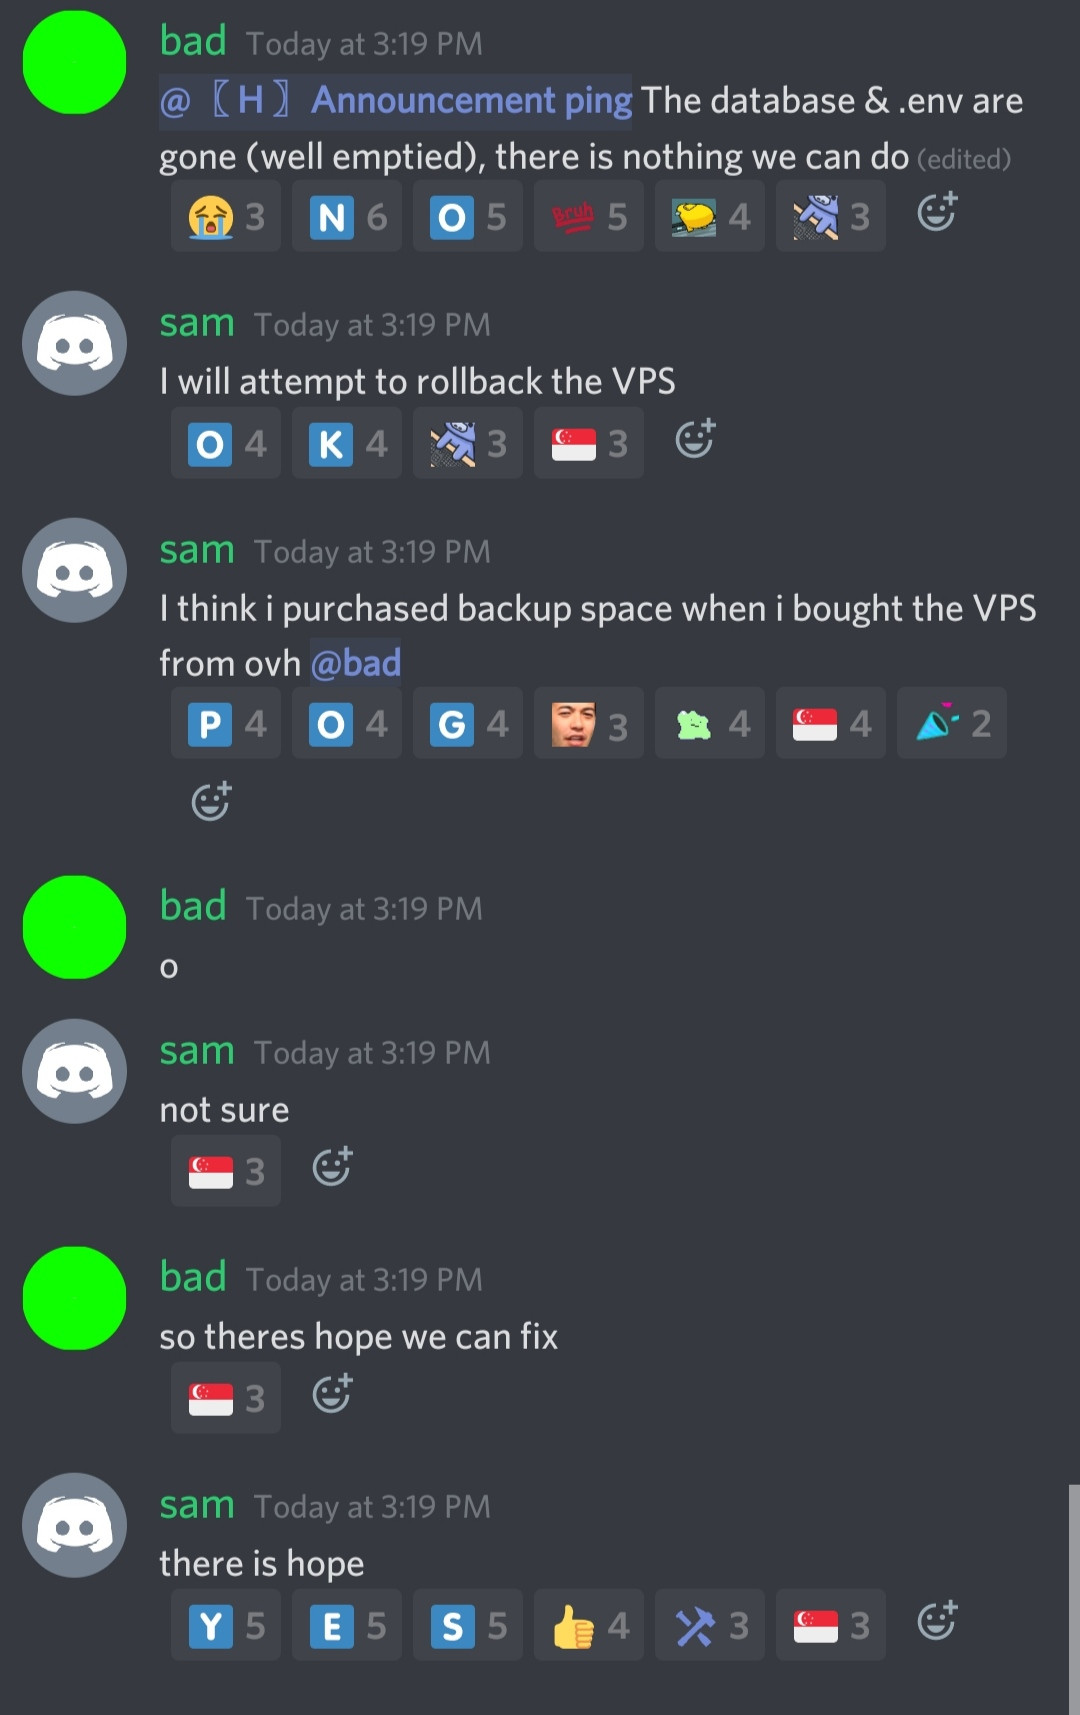 bad Today at 3:19 PM
@〖H〗 Announcement ping The database & .env are
gone (well emptied), there is nothing we can do (edited)
3 N 6 O 5 Bruh 5 4 3
sam Today at 3:19 PM
I will attempt to rollback the VPS
O 4 K 4 3 3
sam Today at 3:19 PM
I think i purchased backup space when i bought the VPS
from ovh @bad
P 4 O 4 G 4 3 4 4 2
bad Today at 3:19 PM
o
sam Today at 3:19 PM
not sure
3
bad Today at 3:19 PM
so theres hope we can fix
3
sam Today at 3:19 PM
there is hope
Y 5 E 5 S 5 4 3 3